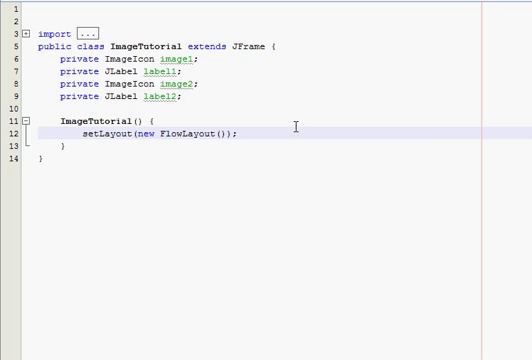 1
2
3 import ...
5 public class ImageTutorial extends JFrame {
6 private ImageIcon image1;
7 private JLabel label1;
8 private ImageIcon image2;
9 private JLabel label2;
10
11 ImageTutorial() {
12 setLayout(new FlowLayout());
13 }
14 }